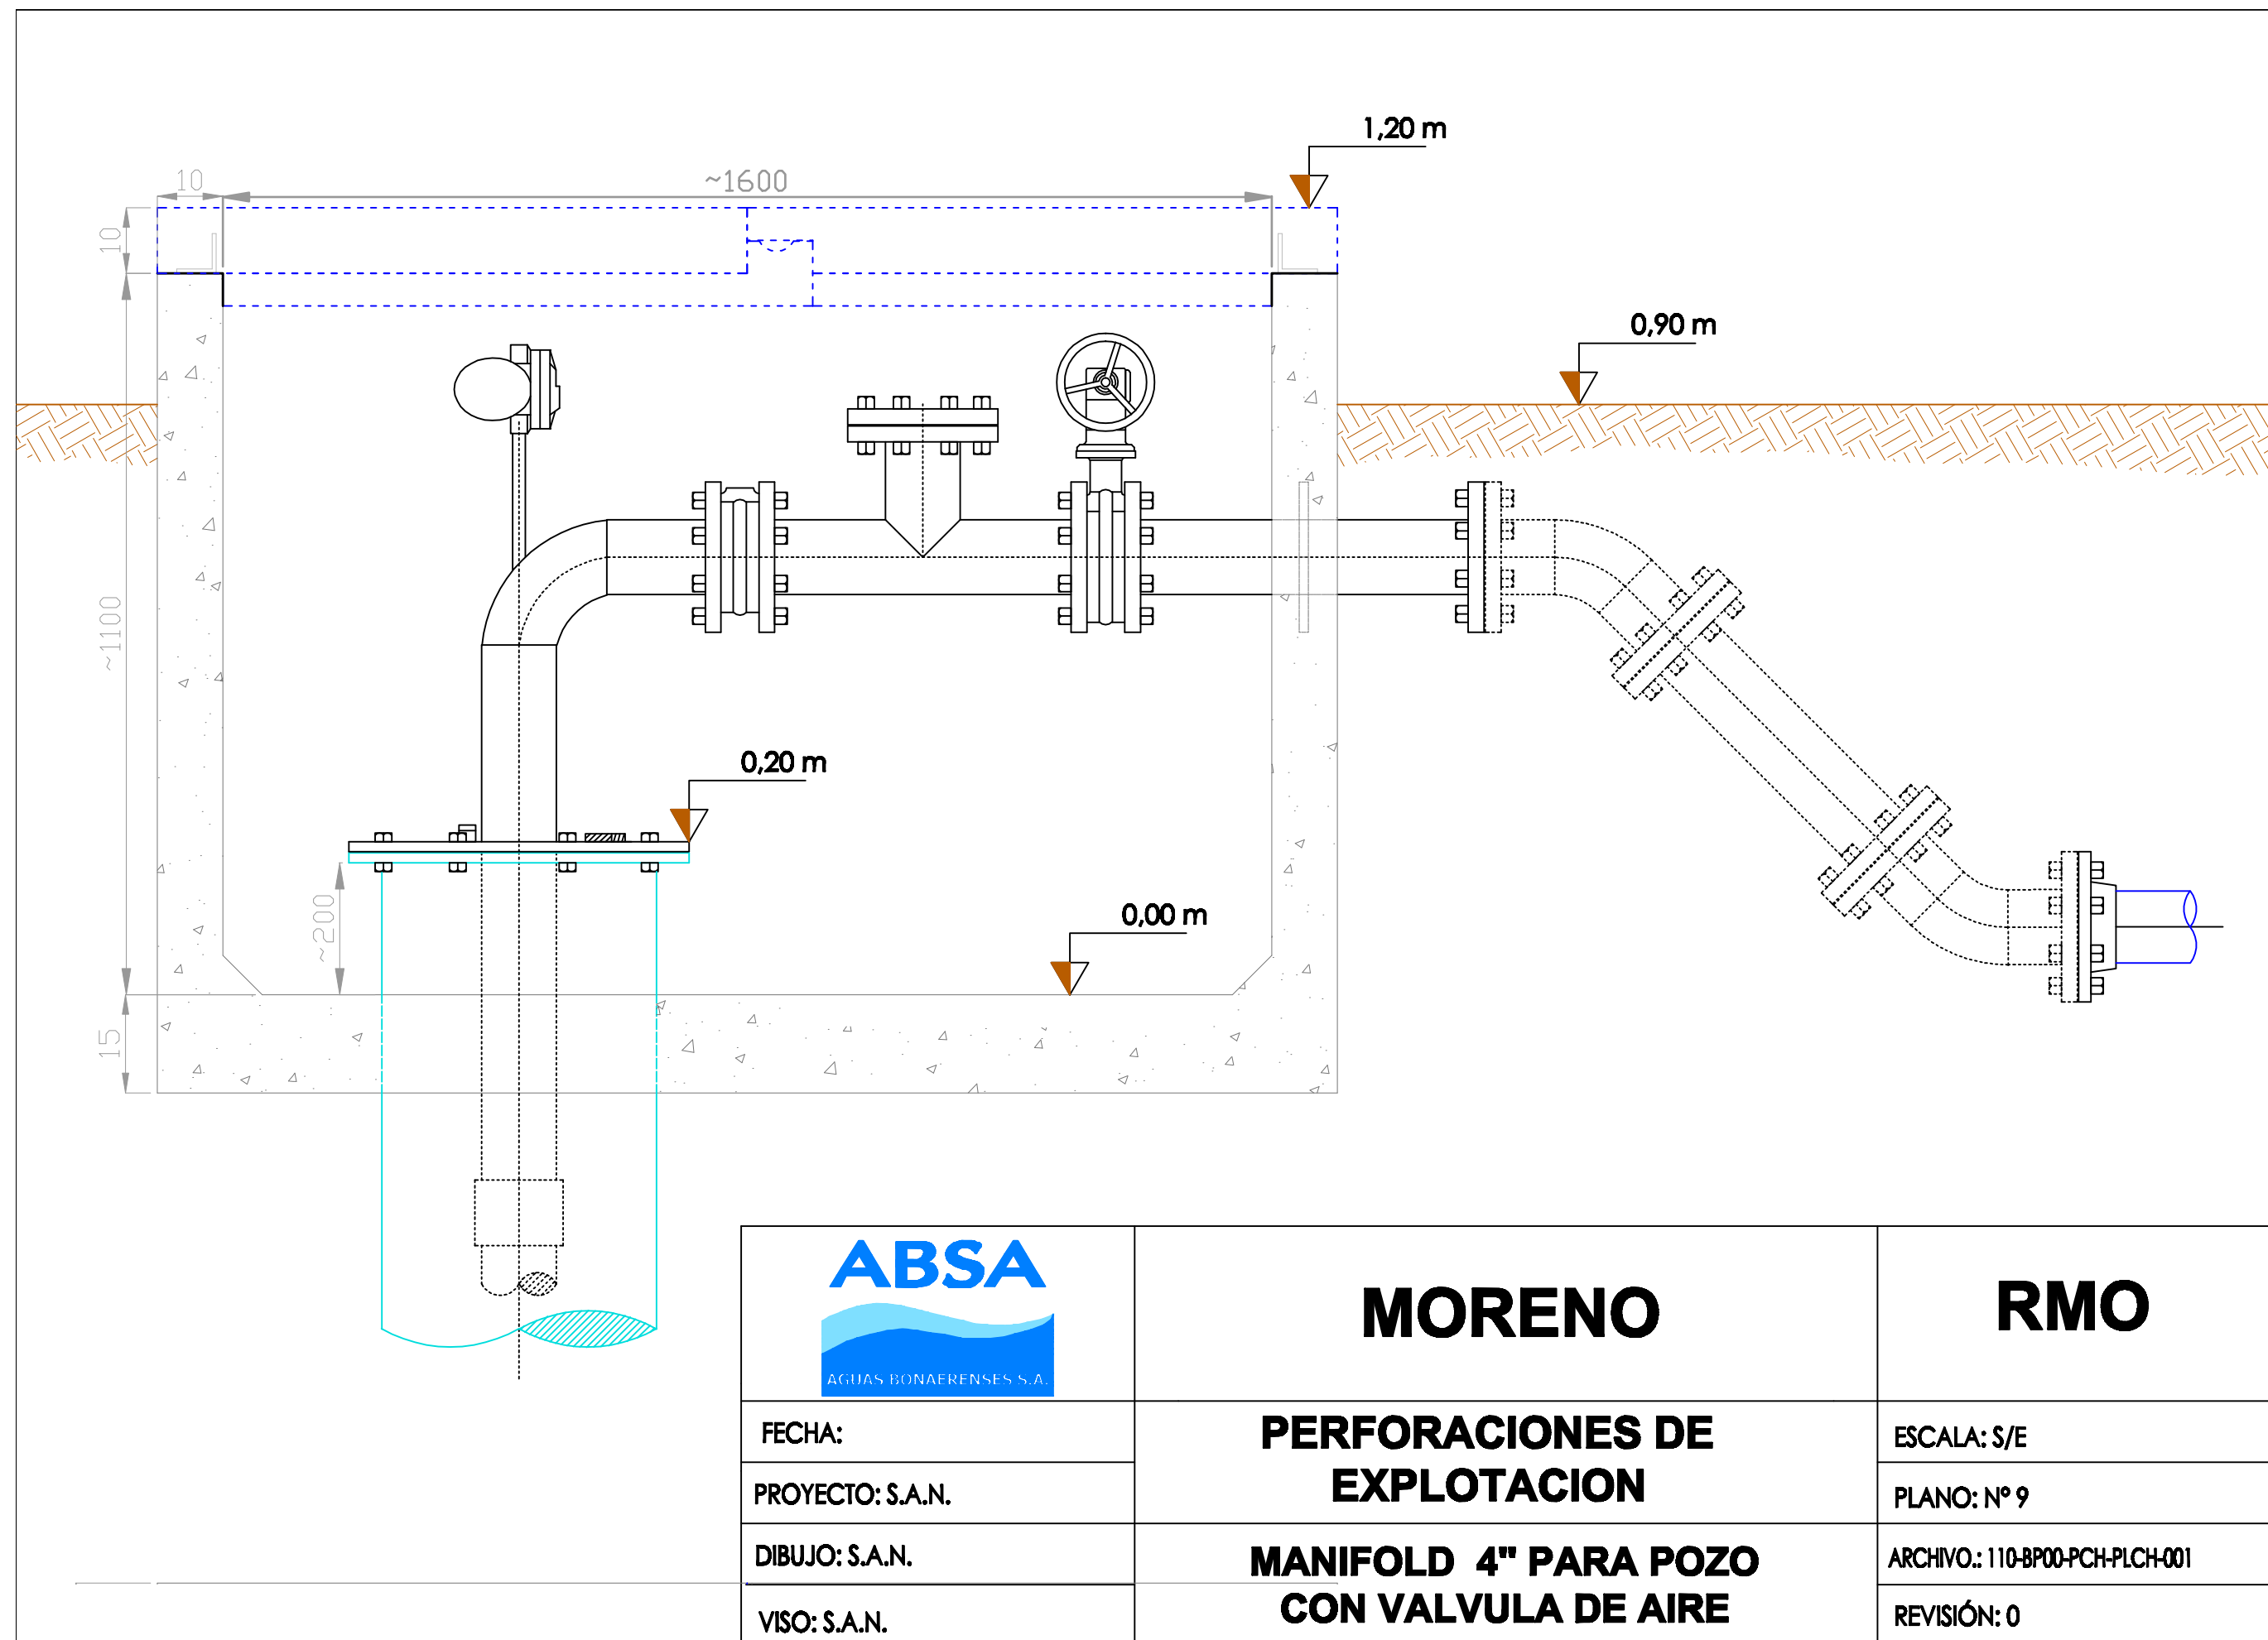 1,20 m
10
~1600
10
0,90 m
~1100
0,20 m
~200
0,00 m
15
ABSA
AGUAS BONAERENSES S.A.
MORENO
RMO
FECHA:
PERFORACIONES DE
EXPLOTACION
ESCALA: S/E
PROYECTO: S.A.N.
PLANO: Nº 9
DIBUJO: S.A.N.
MANIFOLD 4" PARA POZO
CON VALVULA DE AIRE
ARCHIVO.: 110-BP00-PCH-PLCH-001
VISO: S.A.N.
REVISIÓN: 0